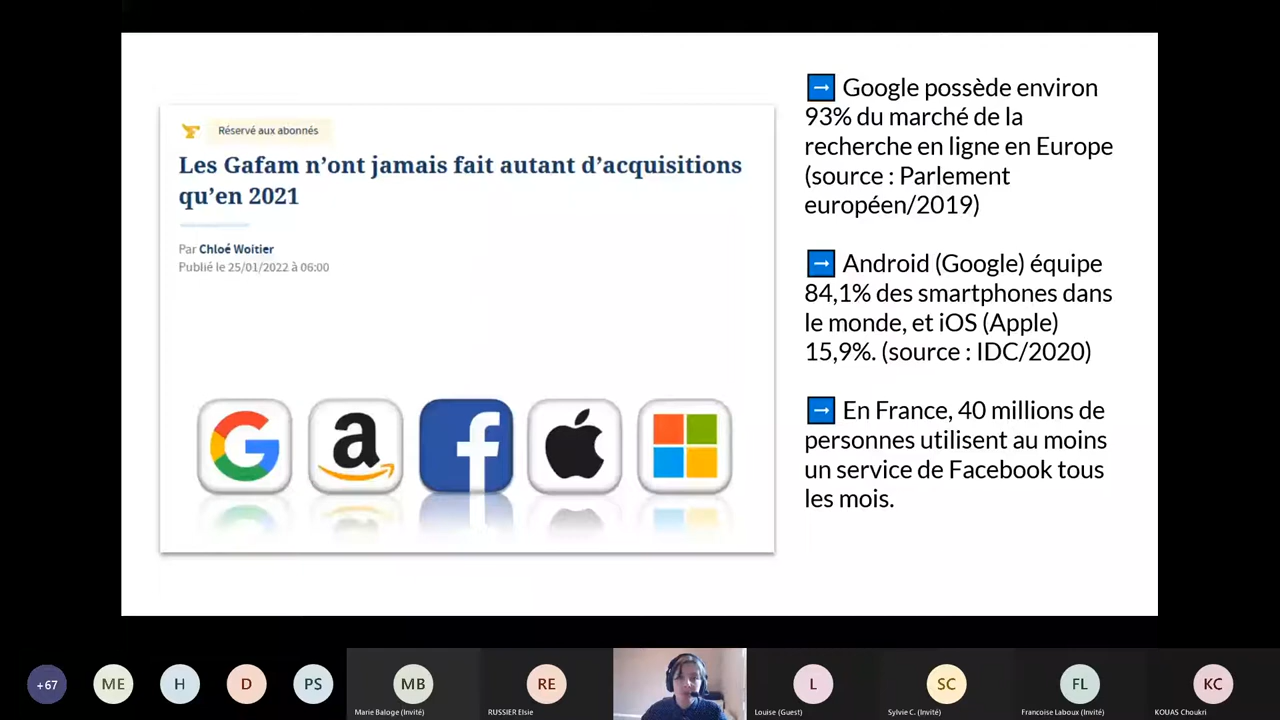 Réservé aux abonnés
Les Gafam n’ont jamais fait autant d’acquisitions
qu’en 2021
Par Chloé Woitier
Publié le 25/01/2022 à 06:00
➡ Google possède environ
93% du marché de la
recherche en ligne en Europe
(source : Parlement
européen/2019)
➡ Android (Google) équipe
84,1% des smartphones dans
le monde, et iOS (Apple)
15,9%. (source : IDC/2020)
➡ En France, 40 millions de
personnes utilisent au moins
un service de Facebook tous
les mois.
+67
ME
H
D
PS
MB
Marie Baloge (Invité)
RE
RUSSIER Elsie
L
Louise (Guest)
SC
Sylvie C. (Invité)
FL
Francoise Laboux (Invité)
KC
KOUAS Choukri